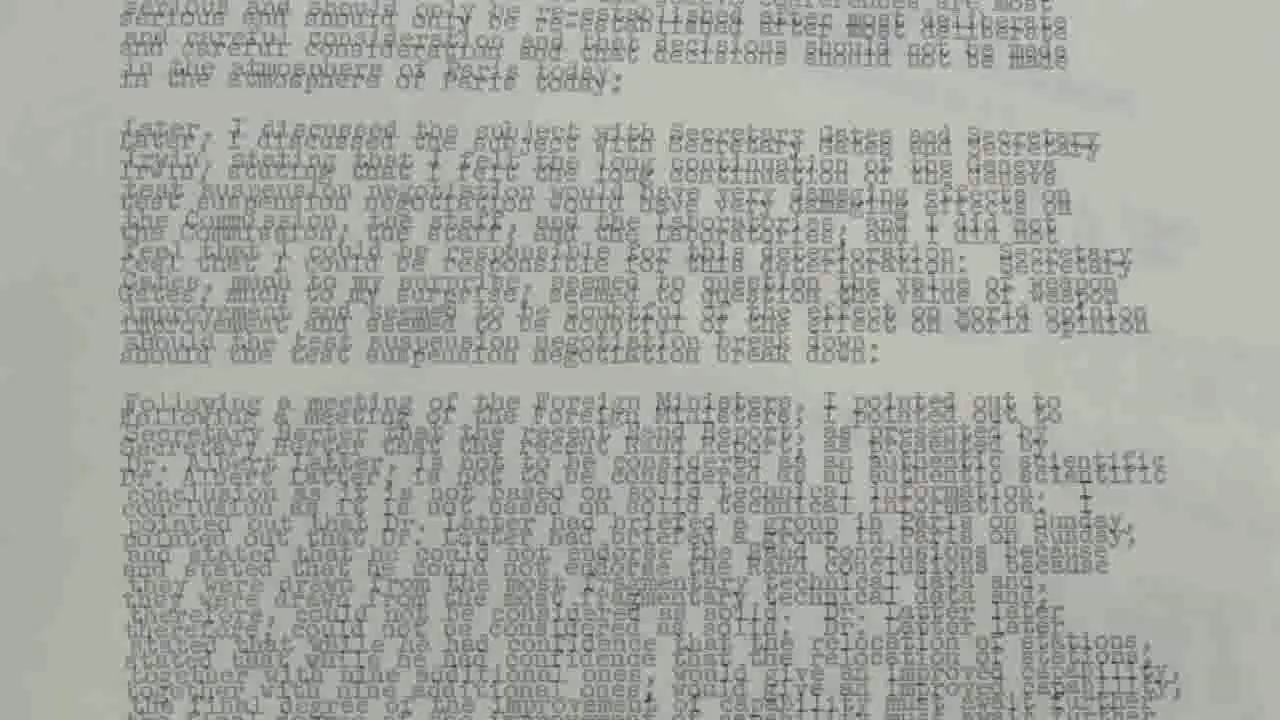 serious and should only be re-established after most deliberate
and careful consideration and that decisions should not be made
in the atmosphere of Paris today.
Later, I discussed the subject with Secretary Gates and Secretary
Irwin, stating that I felt the long continuation of the Geneva
test suspension negotiation would have very damaging effects on
the Commission, its staff, and the laboratories, and I did not
feel that I could be responsible for this deterioration. Secretary
Gates, much to my surprise, seemed to question the value of weapon
improvement and seemed to be doubtful of the effect on world opinion
should the test suspension negotiation break down.
Following a meeting of the Foreign Ministers, I pointed out to
Secretary Herter that the recent Rand Report, as presented by
Dr. Albert Latter, is not to be considered as an authentic scientific
conclusion as it is not based on solid technical information. I
pointed out that Dr. Latter had briefed a group in Paris on Sunday,
and stated that he could not endorse the Rand conclusions because
they were drawn from the most fragmentary technical data and,
therefore, could not be considered as solid. Dr. Latter later
stated that while he had confidence that the relocation of stations,
together with nine additional ones, would give an improved capability,
the final degree of the improvement of capability must await further